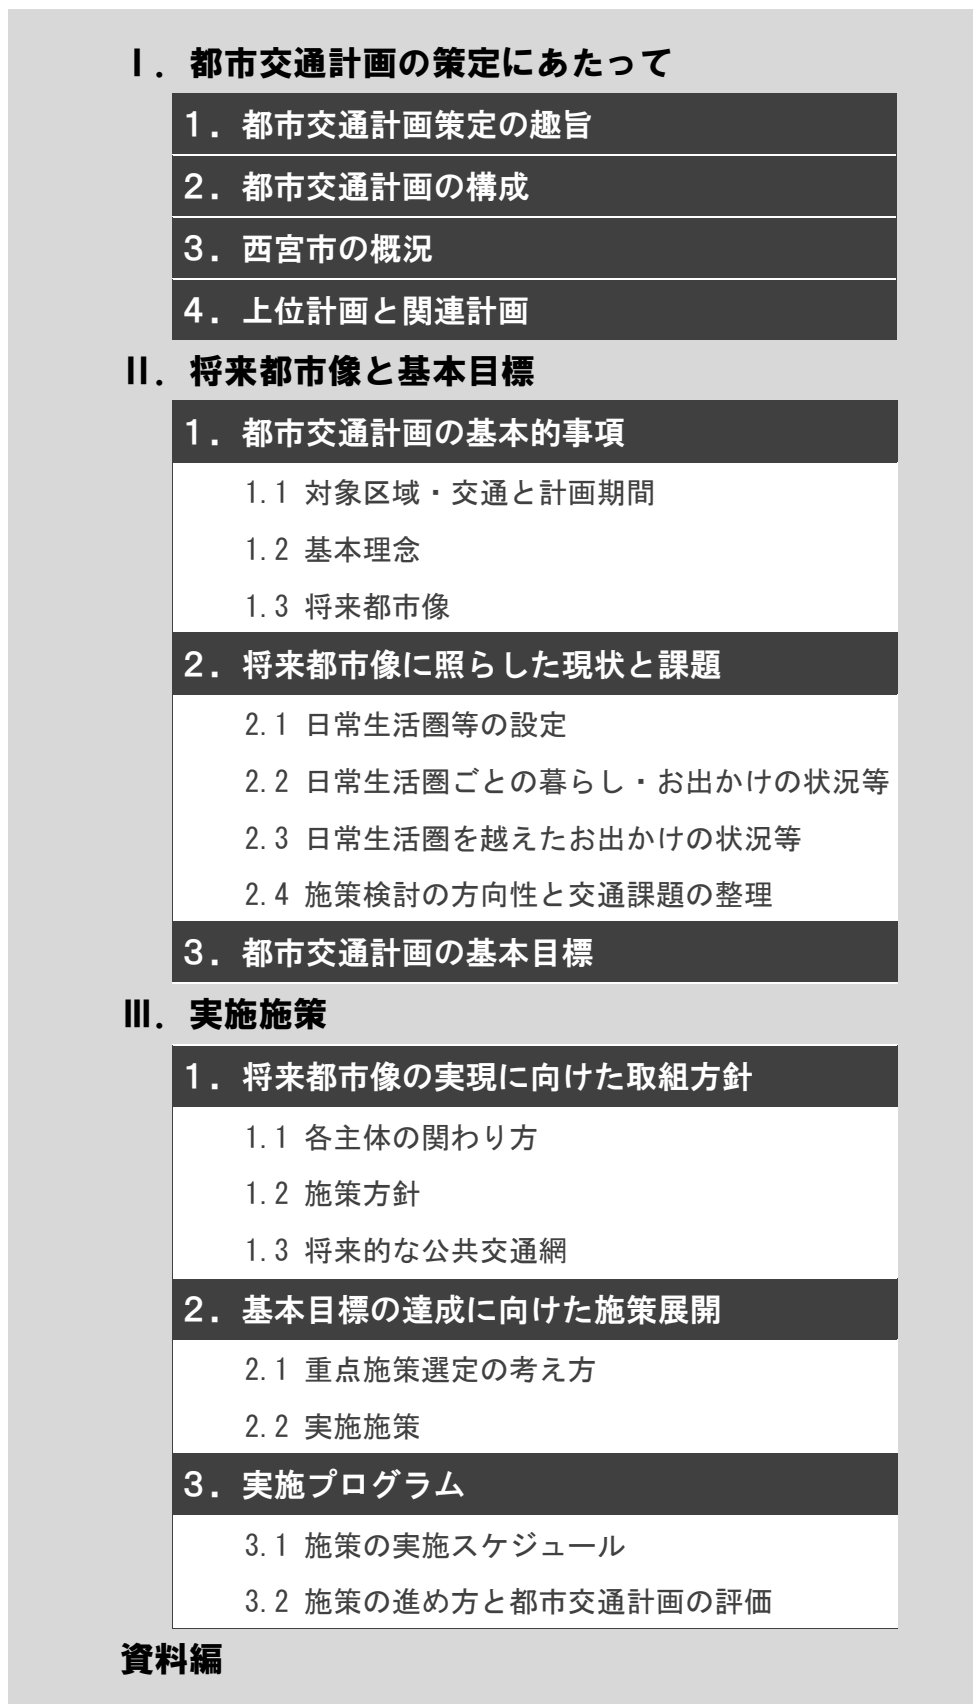 Ⅰ．都市交通計画の策定にあたって
１．都市交通計画策定の趣旨
２．都市交通計画の構成
３．西宮市の概況
４．上位計画と関連計画
Ⅱ．将来都市像と基本目標
１．都市交通計画の基本的事項
1.1 対象区域・交通と計画期間
1.2 基本理念
1.3 将来都市像
２．将来都市像に照らした現状と課題
2.1 日常生活圏等の設定
2.2 日常生活圏ごとの暮らし・お出かけの状況等
2.3 日常生活圏を越えたお出かけの状況等
2.4 施策検討の方向性と交通課題の整理
３．都市交通計画の基本目標
Ⅲ．実施施策
１．将来都市像の実現に向けた取組方針
1.1 各主体の関わり方
1.2 施策方針
1.3 将来的な公共交通網
２．基本目標の達成に向けた施策展開
2.1 重点施策選定の考え方
2.2 実施施策
３．実施プログラム
3.1 施策の実施スケジュール
3.2 施策の進め方と都市交通計画の評価
資料編